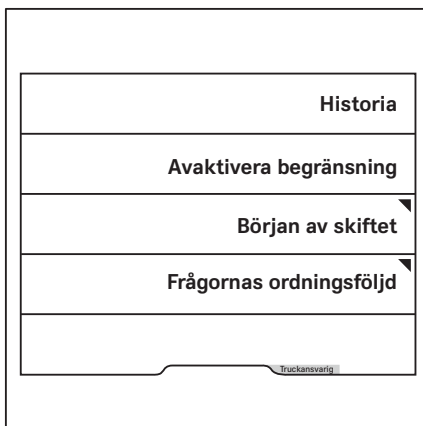 Historia
Avaktivera begränsning
Början av skiftet
Frågornas ordningsföljd
Truckansvarig